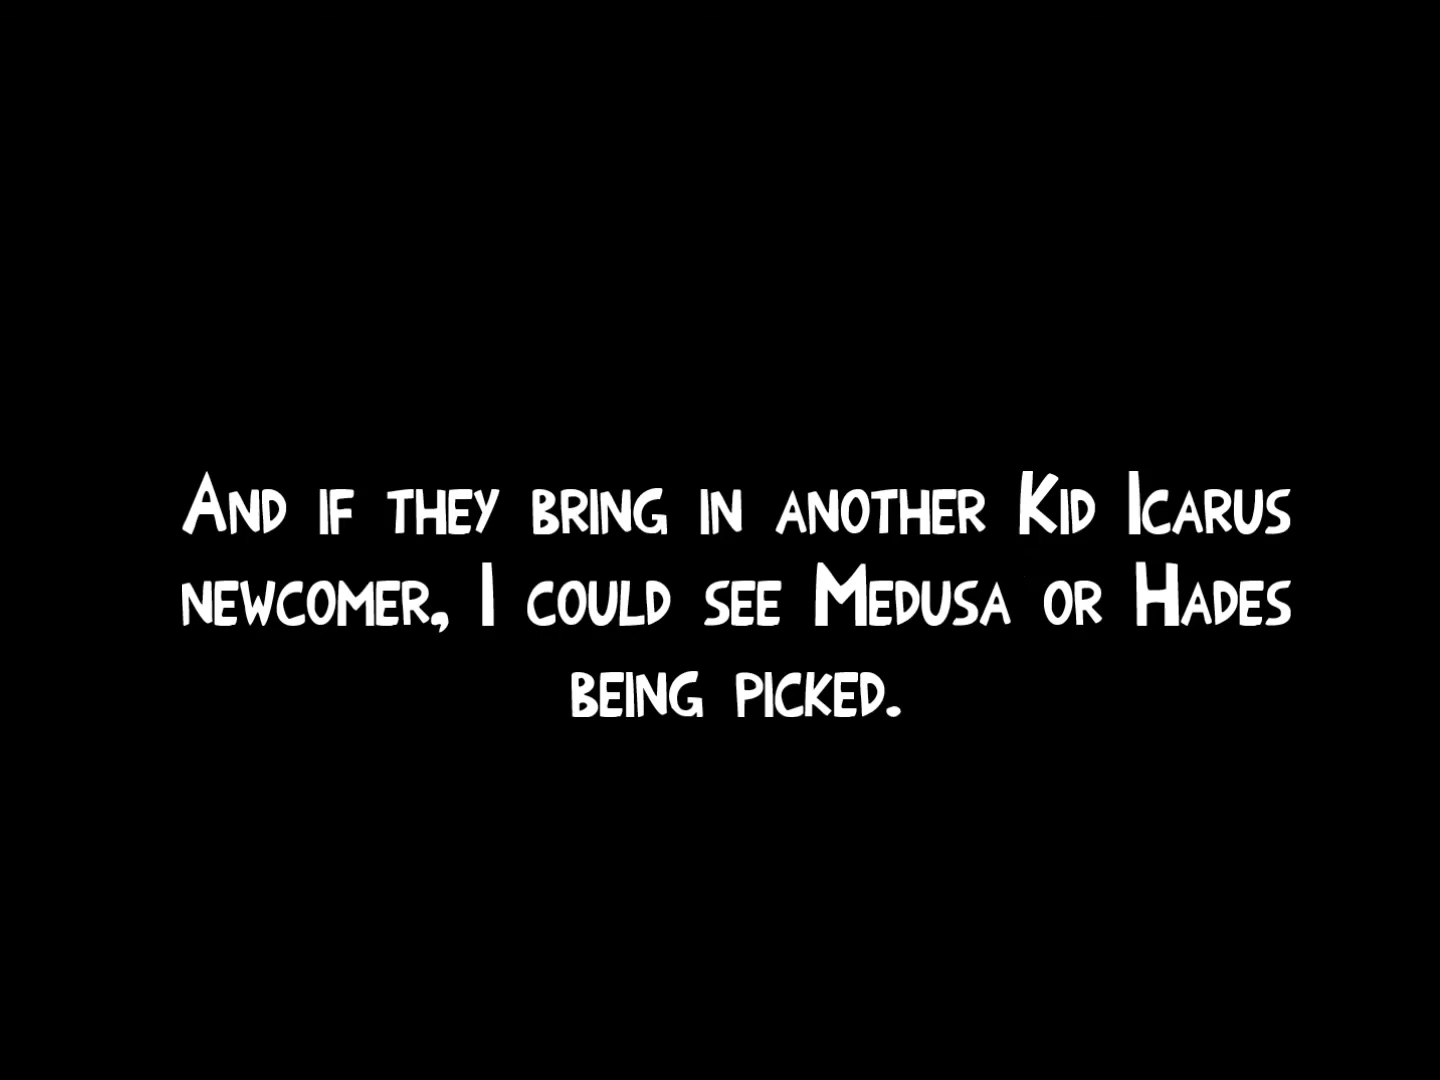 And if they bring in another Kid Icarus
newcomer, I could see Medusa or Hades
being picked.